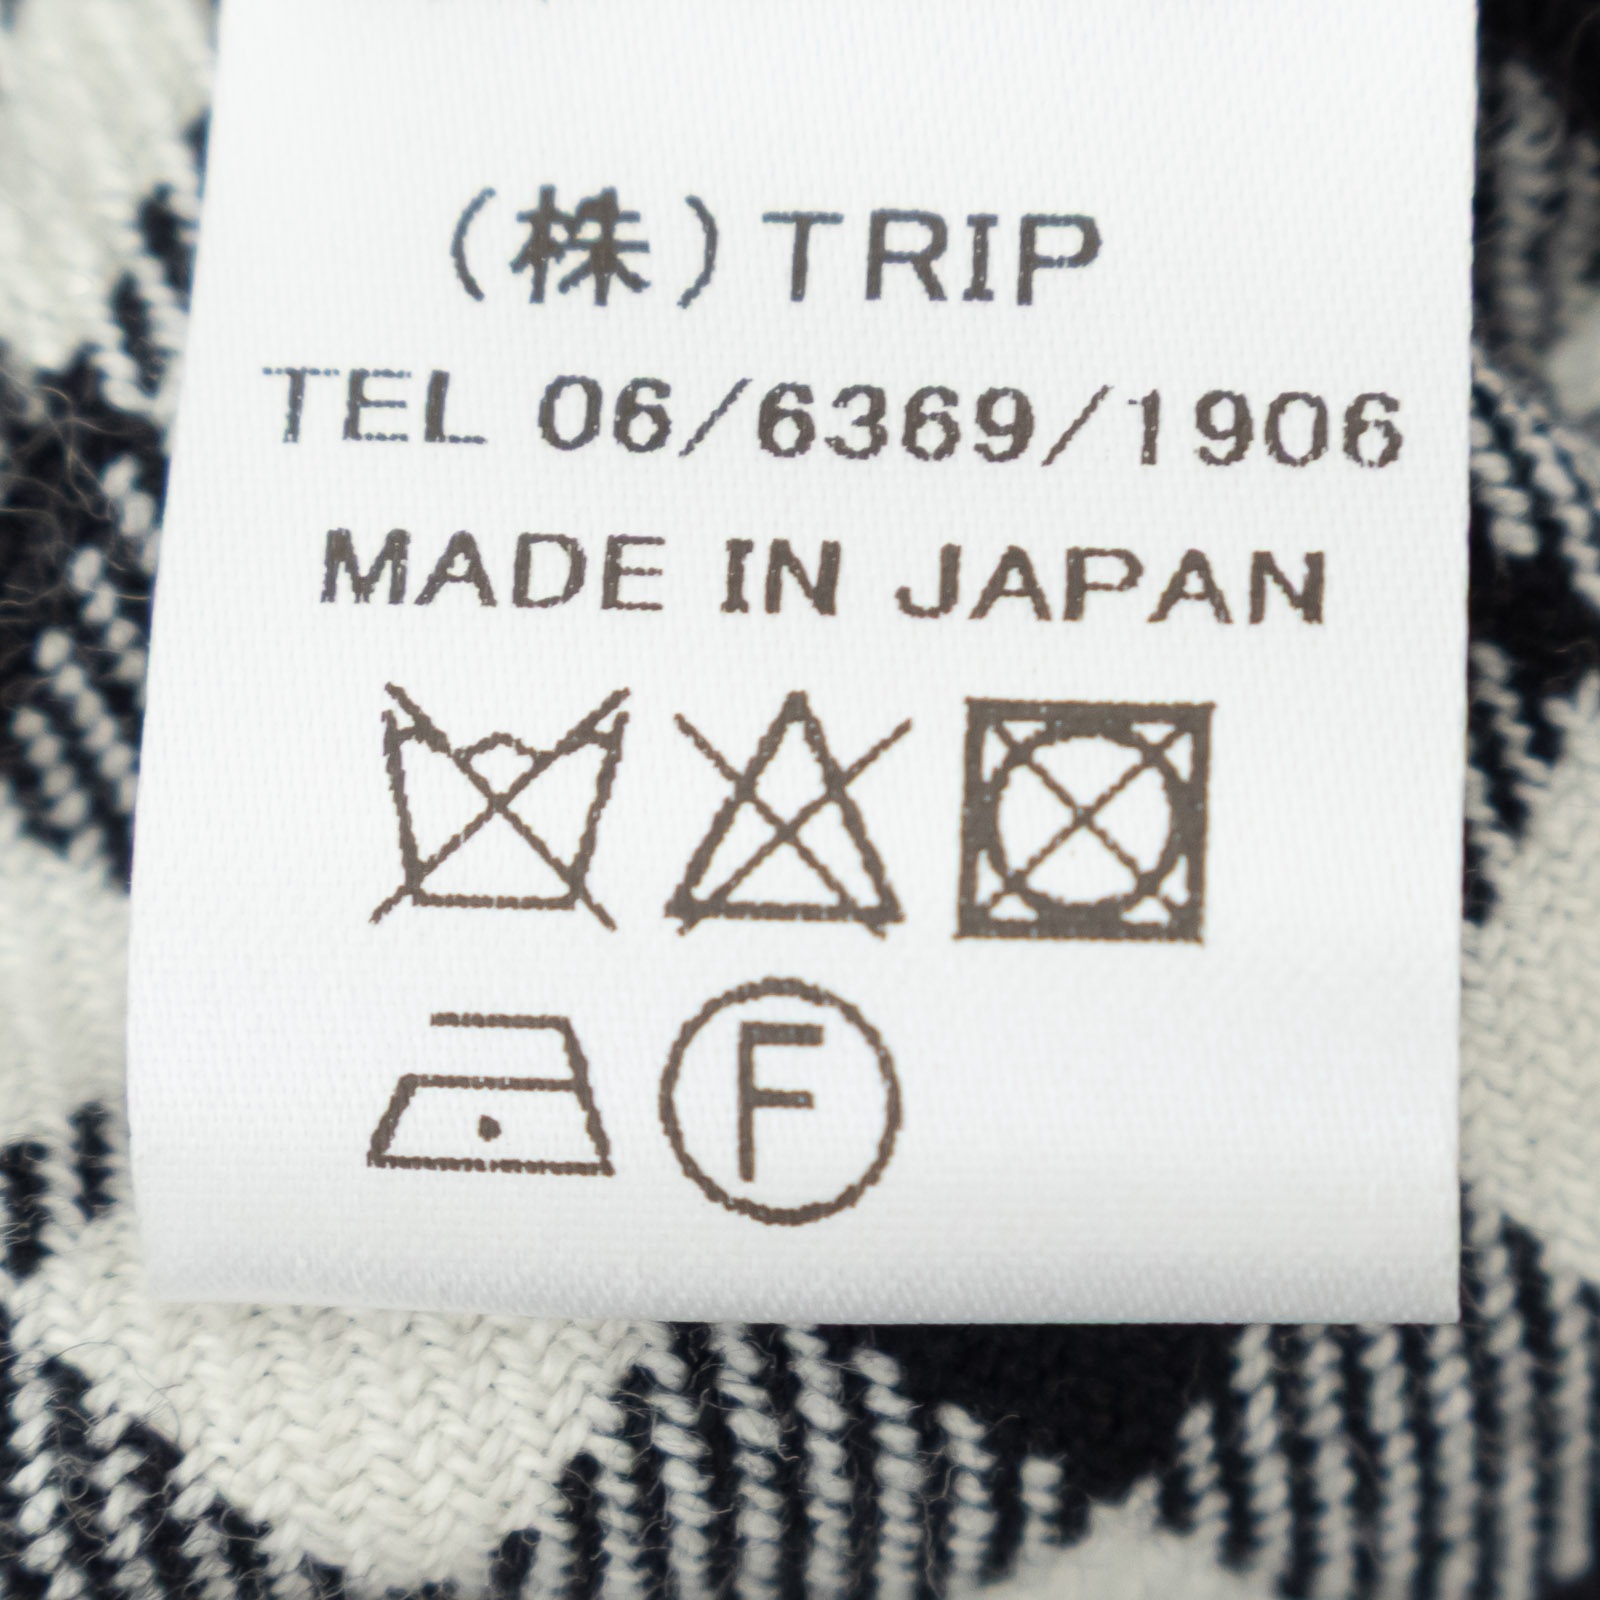 (株)TRIP
TEL 06/6369/1906
MADE IN JAPAN
F